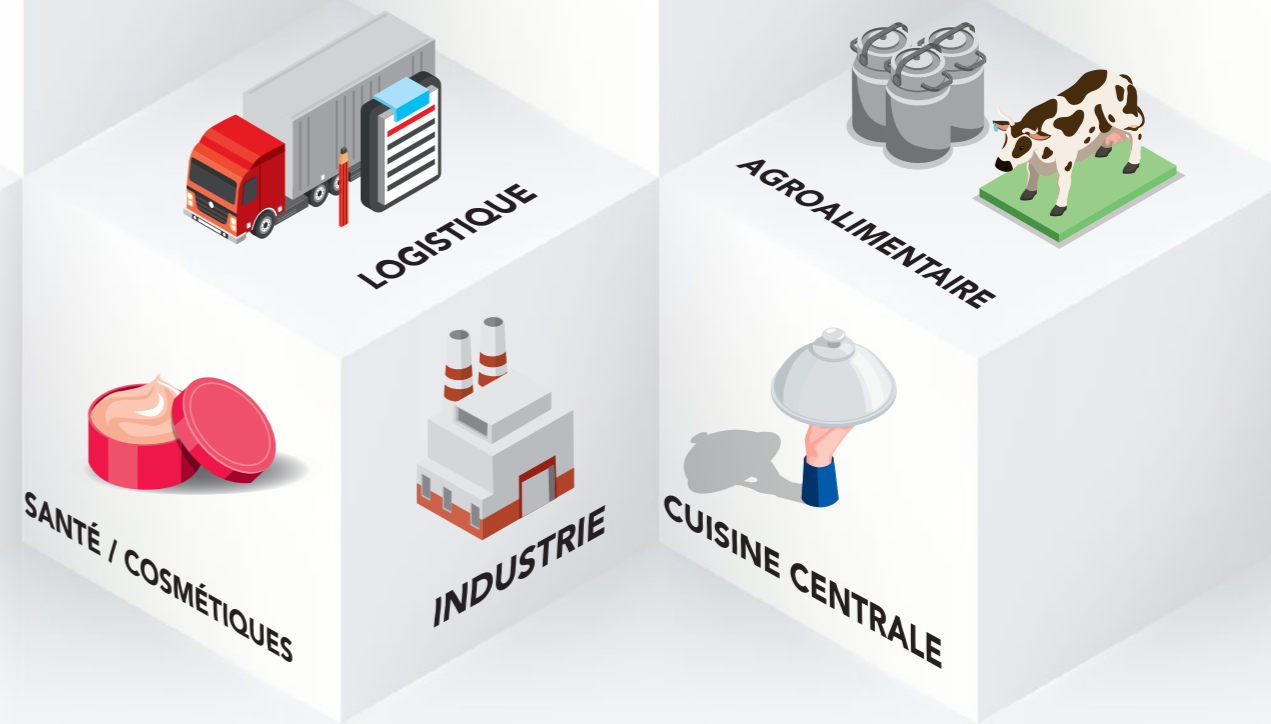 LOGISTIQUE
AGROALIMENTAIRE
SANTÉ / COSMÉTIQUES
INDUSTRIE
CUISINE CENTRALE